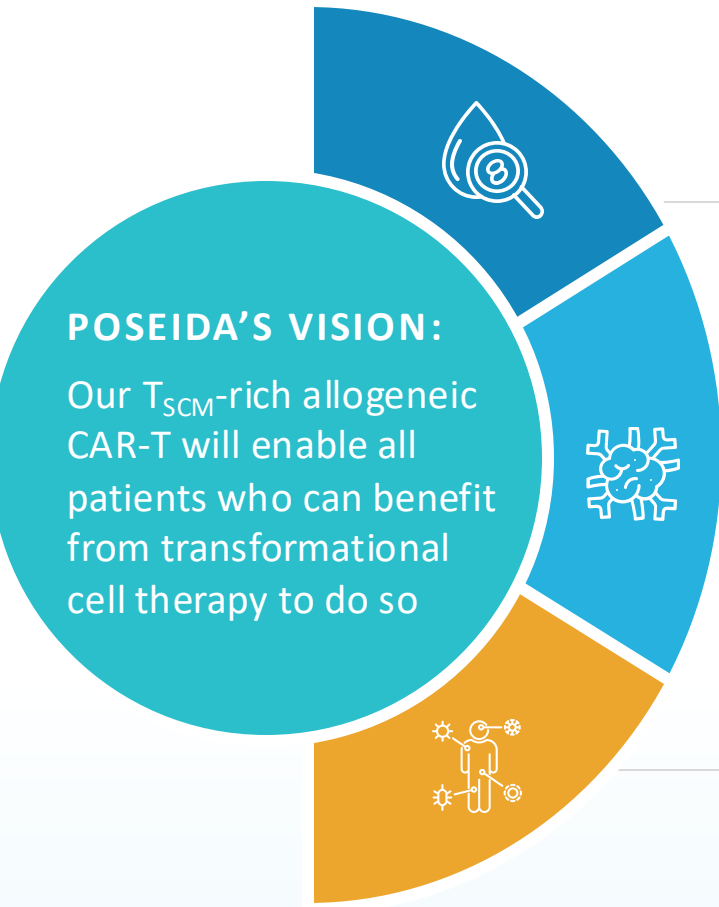 POSEIDA’S VISION:
Our TSCM-rich allogeneic
CAR-T will enable all
patients who can benefit
from transformational
cell therapy to do so